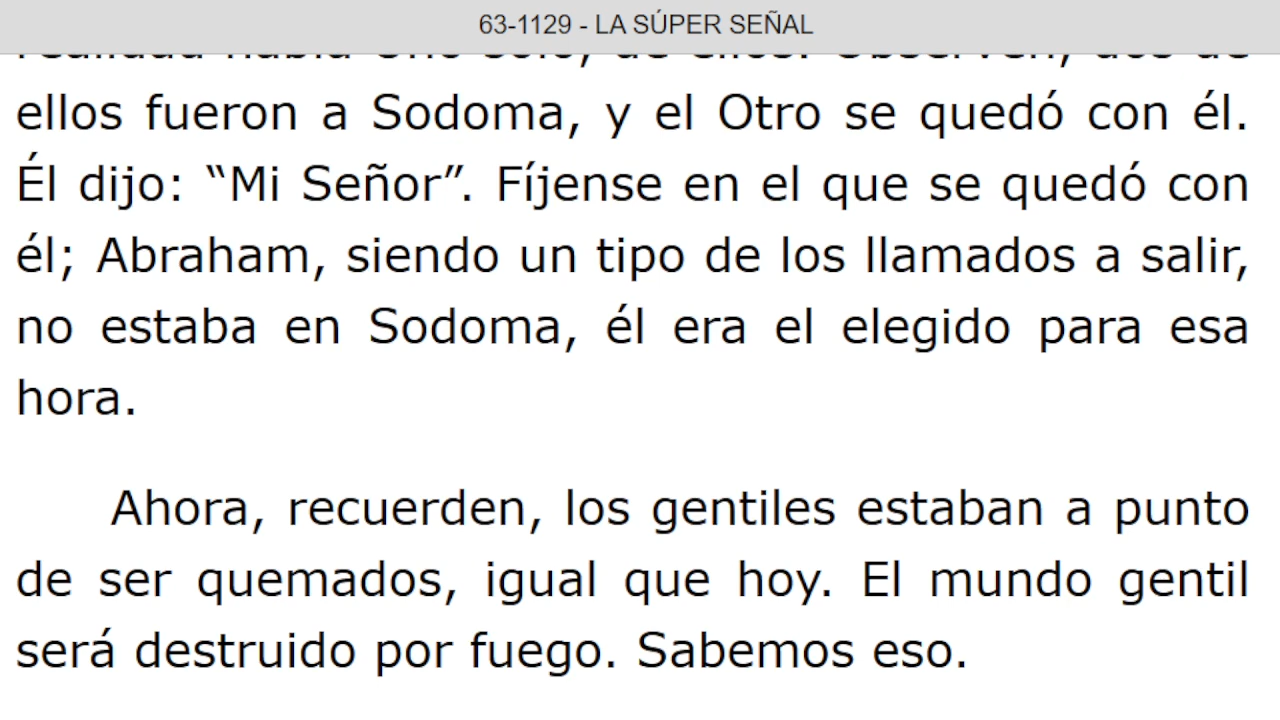 63-1129 - LA SÚPER SEÑAL
ellos fueron a Sodoma, y el Otro se quedó con él.
Él dijo: “Mi Señor”. Fíjense en el que se quedó con
él; Abraham, siendo un tipo de los llamados a salir,
no estaba en Sodoma, él era el elegido para esa
hora.
Ahora, recuerden, los gentiles estaban a punto
de ser quemados, igual que hoy. El mundo gentil
será destruido por fuego. Sabemos eso.